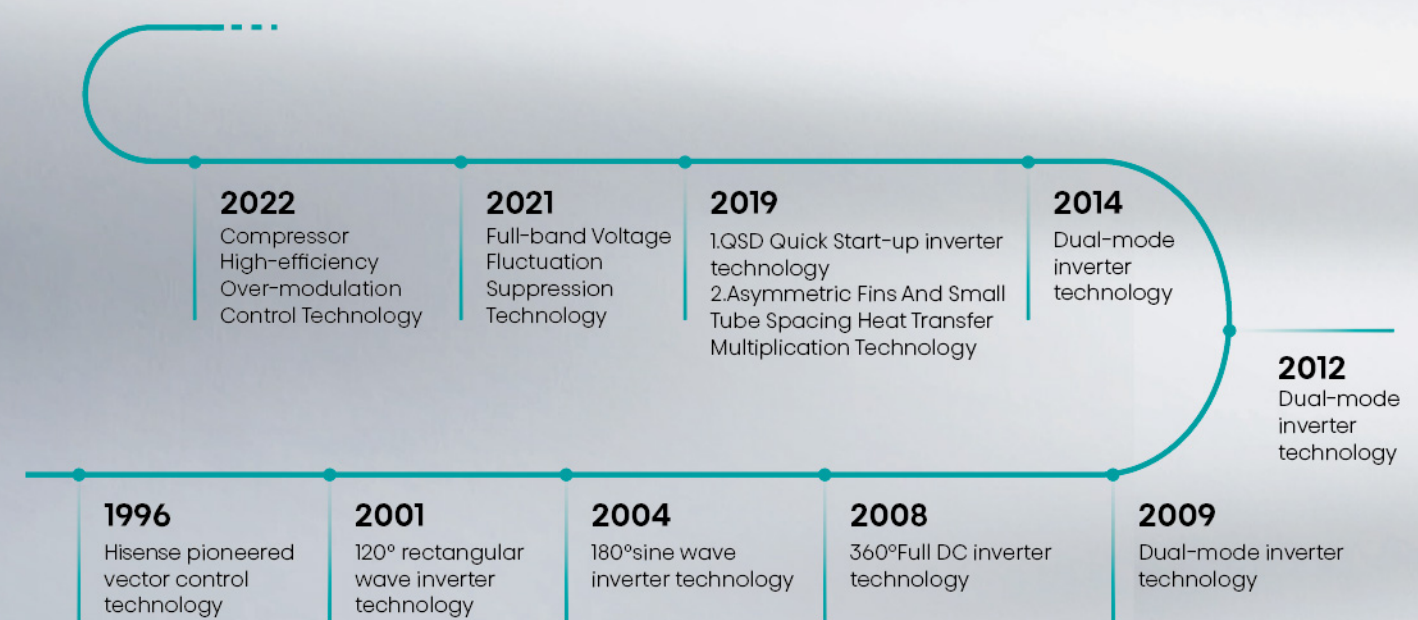 2022
Compressor
High-efficiency
Over-modulation
Control Technology
2021
Full-band Voltage
Fluctuation
Suppression
Technology
2019
1.QSD Quick Start-up inverter
technology
2.Asymmetric Fins And Small
Tube Spacing Heat Transfer
Multiplication Technology
2014
Dual-mode
inverter
technology
2012
Dual-mode
inverter
technology
1996
Hisense pioneered
vector control
technology
2001
120° rectangular
wave inverter
technology
2004
180°sine wave
inverter technology
2008
360°Full DC inverter
technology
2009
Dual-mode inverter
technology